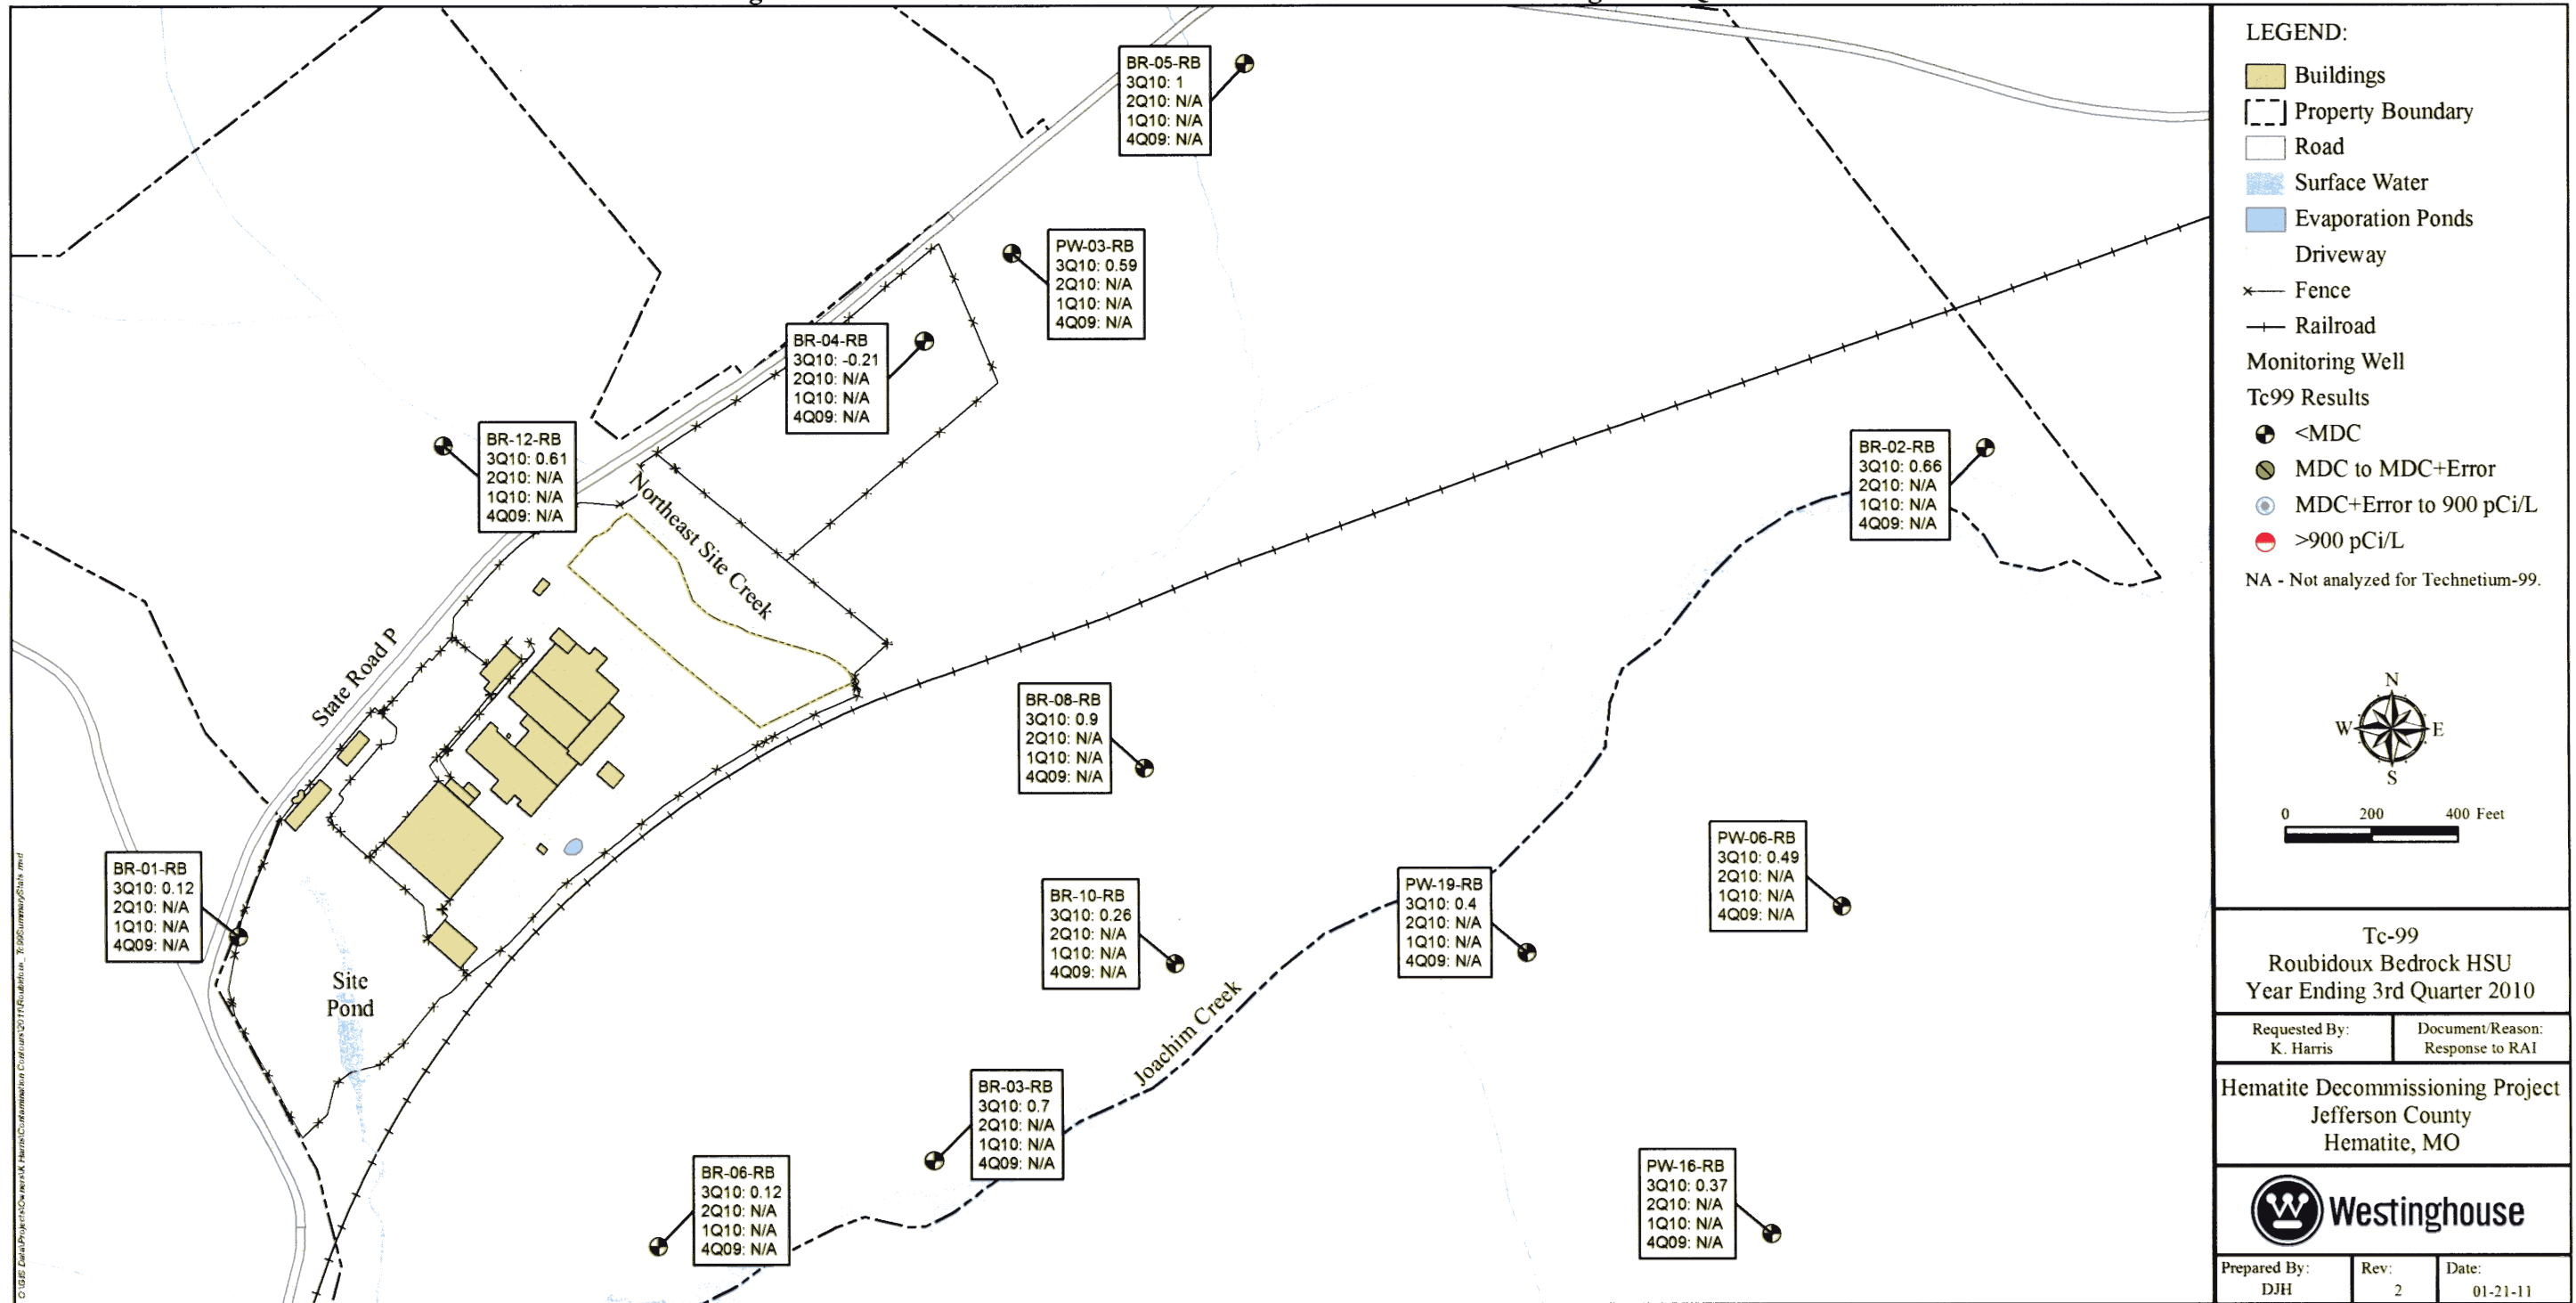 BR-05-RB
3Q10: 1
2Q10: N/A
1Q10: N/A
4Q09: N/A
PW-03-RB
3Q10: 0.59
2Q10: N/A
1Q10: N/A
4Q09: N/A
BR-04-RB
3Q10: -0.21
2Q10: N/A
1Q10: N/A
4Q09: N/A
BR-12-RB
3Q10: 0.61
2Q10: N/A
1Q10: N/A
4Q09: N/A
BR-02-RB
3Q10: 0.66
2Q10: N/A
1Q10: N/A
4Q09: N/A
Northeast Site Creek
State Road P
BR-08-RB
3Q10: 0.9
2Q10: N/A
1Q10: N/A
4Q09: N/A
BR-01-RB
3Q10: 0.12
2Q10: N/A
1Q10: N/A
4Q09: N/A
PW-06-RB
3Q10: 0.49
2Q10: N/A
1Q10: N/A
4Q09: N/A
PW-19-RB
3Q10: 0.4
2Q10: N/A
1Q10: N/A
4Q09: N/A
BR-10-RB
3Q10: 0.26
2Q10: N/A
1Q10: N/A
4Q09: N/A
Site
Pond
Joachim Creek
BR-03-RB
3Q10: 0.7
2Q10: N/A
1Q10: N/A
4Q09: N/A
BR-06-RB
3Q10: 0.12
2Q10: N/A
1Q10: N/A
4Q09: N/A
PW-16-RB
3Q10: 0.37
2Q10: N/A
1Q10: N/A
4Q09: N/A
LEGEND:
Buildings
Property Boundary
Road
Surface Water
Evaporation Ponds
Driveway
Fence
Railroad
Monitoring Well
Tc99 Results
<MDC
MDC to MDC+Error
MDC+Error to 900 pCi/L
>900 pCi/L
NA - Not analyzed for Technetium-99.
N
W E
S
0 200 400 Feet
Tc-99
Roubidoux Bedrock HSU
Year Ending 3rd Quarter 2010
Requested By:
K. Harris
Document/Reason:
Response to RAI
Hematite Decommissioning Project
Jefferson County
Hematite, MO
Westinghouse
Prepared By:
DJH
Rev:
2
Date:
01-21-11